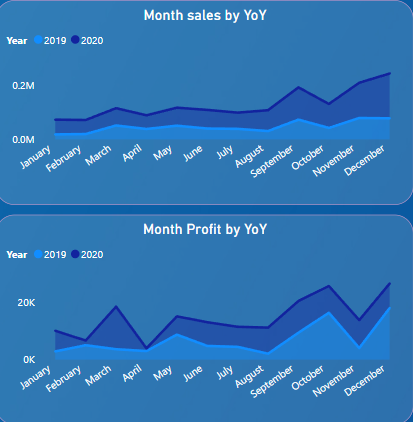 Month sales by YoY
Year 2019 2020
0.2M
0.0M
January February March April May June July August September October November December
Month Profit by YoY
Year 2019 2020
20K
0K
January February March April May June July August September October November December